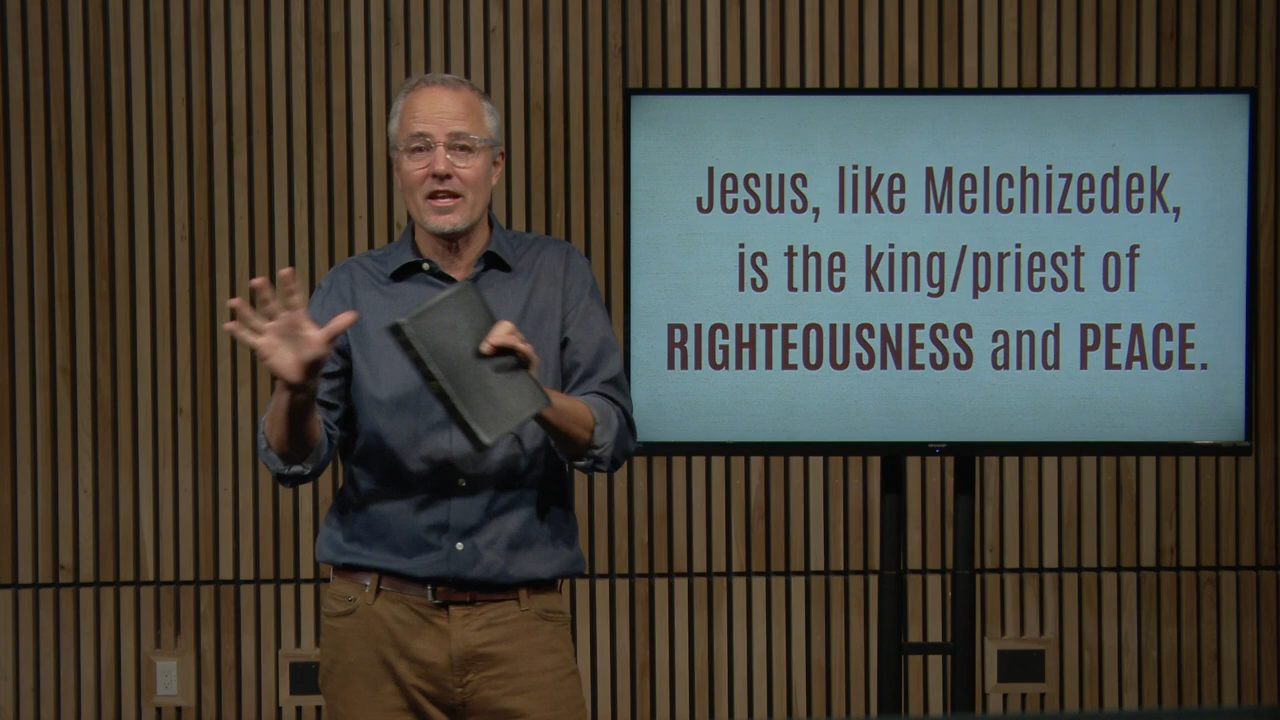 Jesus, like Melchizedek,
is the king/priest of
RIGHTEOUSNESS and PEACE.